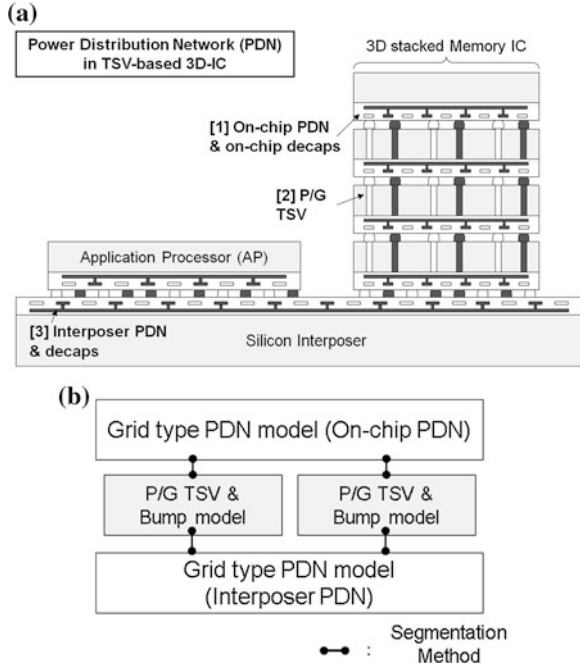 (a)
Power Distribution Network (PDN)
in TSV-based 3D-IC
3D stacked Memory IC
[1] On-chip PDN
& on-chip decaps
[2] P/G
TSV
Application Processor (AP)
[3] Interposer PDN
& decaps
Silicon Interposer
(b)
Grid type PDN model (On-chip PDN)
P/G TSV &
Bump model
P/G TSV &
Bump model
Grid type PDN model
(Interposer PDN)
: Segmentation
Method